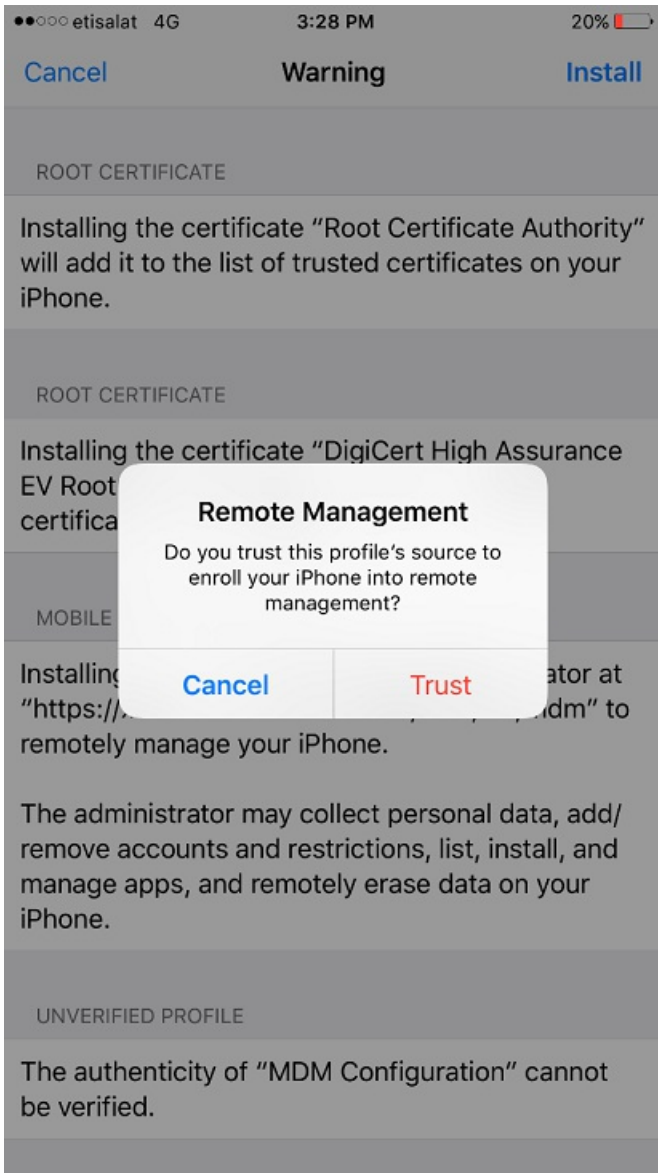 etisalat 4G 3:28 PM 20%
Cancel Warning Install
ROOT CERTIFICATE
Installing the certificate “Root Certificate Authority”
will add it to the list of trusted certificates on your
iPhone.
ROOT CERTIFICATE
Installing the certificate “DigiCert High Assurance
EV Root
Remote Management
Do you trust this profile’s source to
enroll your iPhone into remote
management?
Cancel Trust
MOBILE
Installing
“https://
to
remotely manage your iPhone.
The administrator may collect personal data, add/
remove accounts and restrictions, list, install, and
manage apps, and remotely erase data on your
iPhone.
UNVERIFIED PROFILE
The authenticity of “MDM Configuration” cannot
be verified.